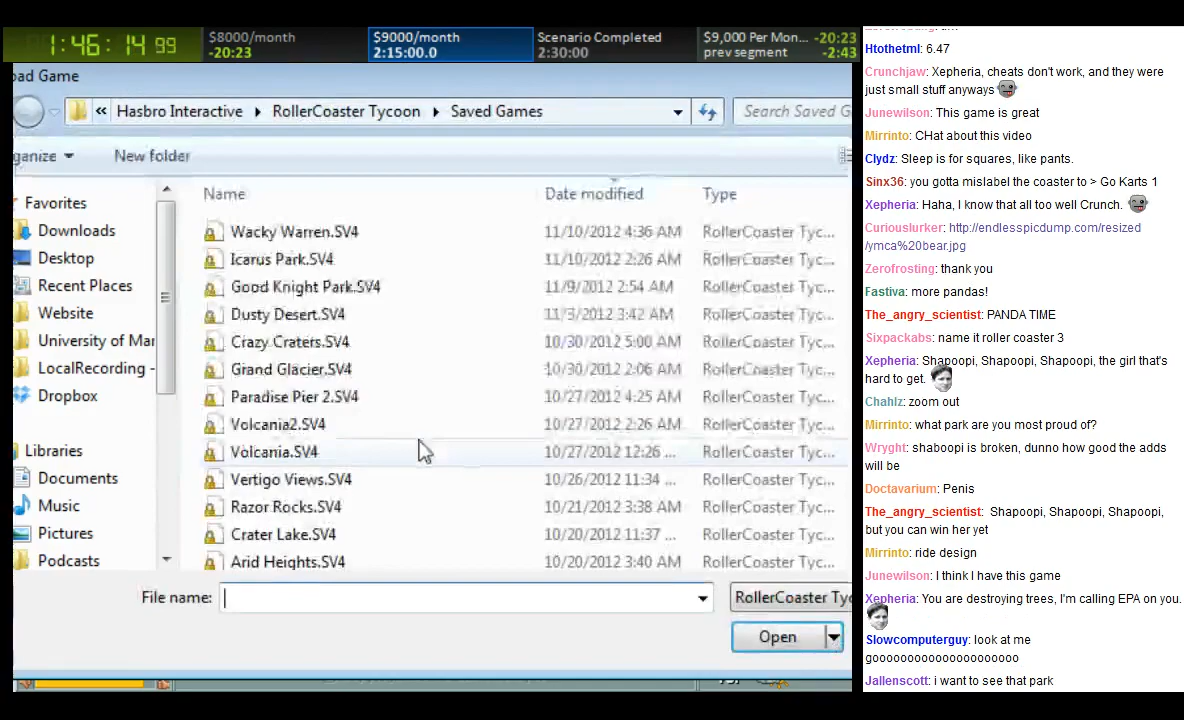 1:46:14 99
$8000/month
-20:23
$9000/month
2:15:00.0
Scenario Completed
2:30:00
$9,000 Per Mon... -20:23
prev segment -2:43
oad Game
« Hasbro Interactive RollerCoaster Tycoon Saved Games
Search Saved G
ganize New folder
Favorites
Downloads
Desktop
Recent Places
Website
University of Mar
LocalRecording -
Dropbox
Libraries
Documents
Music
Pictures
Podcasts
Name Date modified Type
Wacky Warren.SV4 11/10/2012 4:36 AM RollerCoaster Tyc...
Icarus Park.SV4 11/10/2012 2:26 AM RollerCoaster Tyc...
Good Knight Park.SV4 11/9/2012 2:54 AM RollerCoaster Tyc...
Dusty Desert.SV4 11/3/2012 3:42 AM RollerCoaster Tyc...
Crazy Craters.SV4 10/30/2012 5:00 AM RollerCoaster Tyc...
Grand Glacier.SV4 10/30/2012 2:06 AM RollerCoaster Tyc...
Paradise Pier 2.SV4 10/27/2012 4:25 AM RollerCoaster Tyc...
Volcania2.SV4 10/27/2012 2:26 AM RollerCoaster Tyc...
Volcania.SV4 10/27/2012 12:26 ... RollerCoaster Tyc...
Vertigo Views.SV4 10/26/2012 11:34 ... RollerCoaster Tyc...
Razor Rocks.SV4 10/21/2012 3:38 AM RollerCoaster Tyc...
Crater Lake.SV4 10/20/2012 11:37 ... RollerCoaster Tyc...
Arid Heights.SV4 10/20/2012 3:40 AM RollerCoaster Tyc...
File name: RollerCoaster Tyc
Open
Htothetml: 6.47
Crunchjaw: Xepheria, cheats don't work, and they were
just small stuff anyways
Junewilson: This game is great
Mirrinto: CHat about this video
Clydz: Sleep is for squares, like pants.
Sinx36: you gotta mislabel the coaster to > Go Karts 1
Xepheria: Haha, I know that all too well Crunch.
Curiouslurker: http://endlesspicdump.com/resized
/ymca%20bear.jpg
Zerofrosting: thank you
Fastiva: more pandas!
The_angry_scientist: PANDA TIME
Sixpackabs: name it roller coaster 3
Xepheria: Shapoopi, Shapoopi, Shapoopi, the girl that's
hard to get.
Chahlz: zoom out
Mirrinto: what park are you most proud of?
Wryght: shaboopi is broken, dunno how good the adds
will be
Doctavarium: Penis
The_angry_scientist: Shapoopi, Shapoopi, Shapoopi,
but you can win her yet
Mirrinto: ride design
Junewilson: I think I have this game
Xepheria: You are destroying trees, I'm calling EPA on you.
Slowcomputerguy: look at me
goooooooooooooooooooo
Jallenscott: i want to see that park